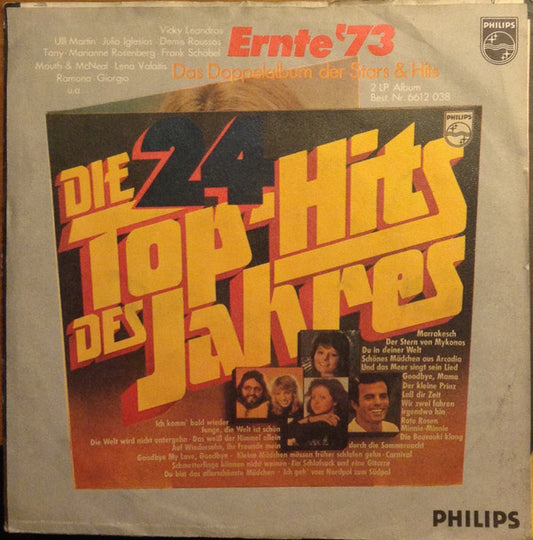 Vicky Leandros
Ulli Martin · Julio Iglesias · Demis Roussos
Tony · Marianne Rosenberg · Frank Schöbel
Mouth & McNeal · Lena Valaitis
Ramona · Giorgio
u.a.
Ernte '73
Das Doppelalbum der Stars & Hits
2 LP Album
Best. Nr. 6612 038
PHILIPS
PHILIPS
DIE 24
Top-Hits
DES Jahres
Marrakesch
Der Stern von Mykonos
Du in deiner Welt
Schönes Mädchen aus Arcadia
Und das Meer singt sein Lied
Goodbye, Mama
Der kleine Prinz
Laß dir Zeit
Wir zwei fahren
irgendwo hin
Rote Rosen
Minnie-Minnie
Die Bouzouki klang
durch die Sommernacht
Ich komm' bald wieder
Junge, die Welt ist schön
Die Welt wird nicht untergehn · Das weiß der Himmel allein
Auf Wiedersehn, ihr Freunde mein
Goodbye My Love, Goodbye · Kleine Mädchen müssen früher schlafen gehn · Carnival
Schmetterlinge können nicht weinen · Ein Schlafsack und eine Gitarre
Du bist das allerschönste Mädchen · Ich geh' vom Nordpol zum Südpol
PHILIPS